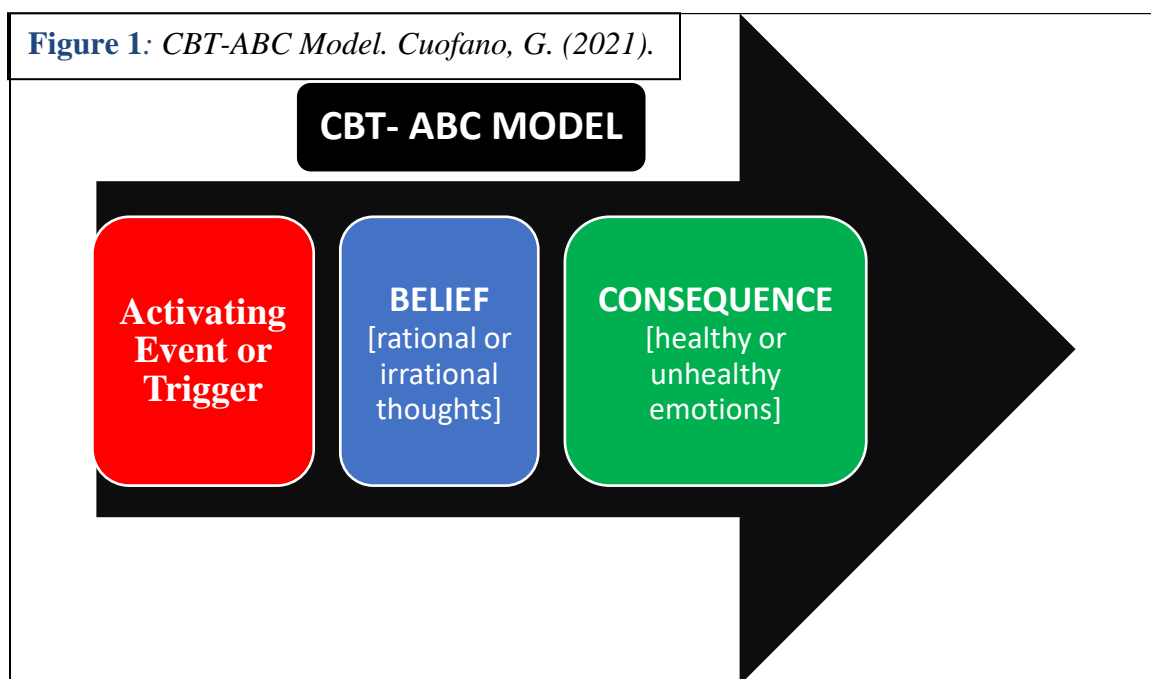 Figure 1: CBT-ABC Model. Cuofano, G. (2021).
CBT- ABC MODEL
Activating
Event or
Trigger
BELIEF
[rational or
irrational
thoughts]
CONSEQUENCE
[healthy or
unhealthy
emotions]